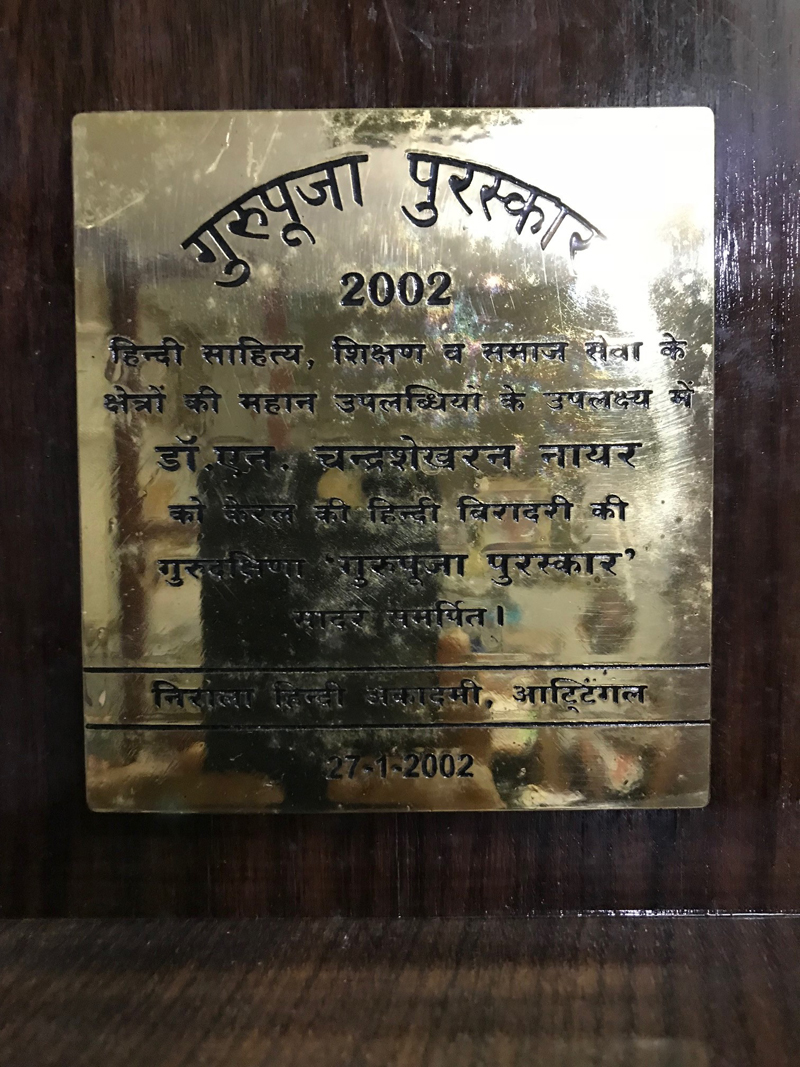 गुरुपूजा पुरस्कार
2002
हिन्दी साहित्य, शिक्षण व समाज सेवा के
क्षेत्रों की महान उपलब्धियो के उपलक्ष्य में
डॉ.एन. चन्द्रशेखरन नायर
को केरल की हिन्दी बिरादरी की
गुरुदक्षिणा ‘गुरुपूजा पुरस्कार’
सादर समर्पित।
निराला हिन्दी अकादमी, आट्टिंगल
27-1-2002